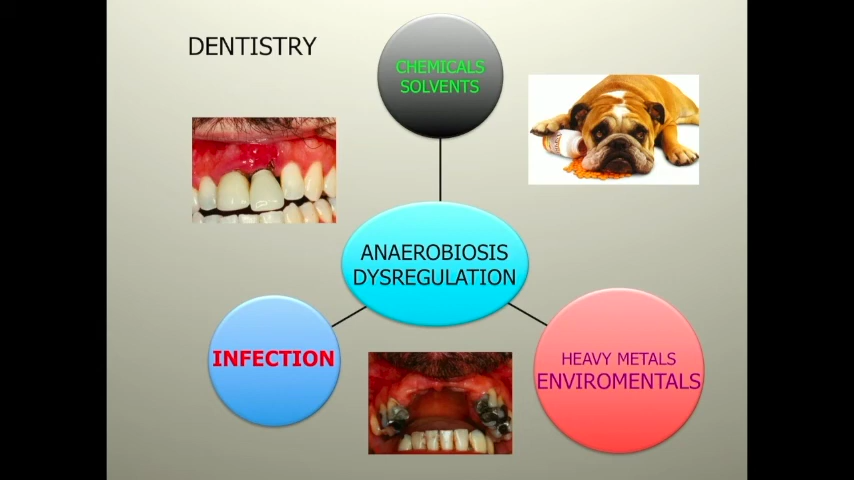 DENTISTRY
CHEMICALS
SOLVENTS
ANAEROBIOSIS
DYSREGULATION
INFECTION
HEAVY METALS
ENVIROMENTALS